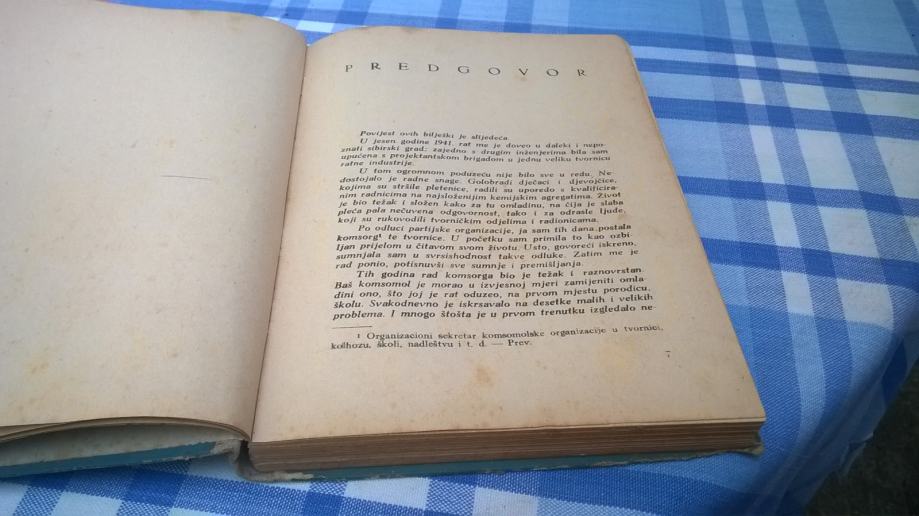 PREDGOVOR
Povijest ovih bilješki je slijedeća.
U jesen godine 1941. rat me je doveo u daleki i nepo-
znati sibirski grad; zajedno s drugim inženjerima bila sam
upućena s projektantskom brigadom u jednu veliku tvornicu
ratne industrije.
U tom ogromnom poduzeću nije bilo sve u redu. Ne-
dostojalo je radne snage. Golobradi dječaci i djevojčice,
kojima su stršile pletenice, radili su uporedo s kvalificira-
nim radnicima na najsloženijim kemijskim agregatima. Život
je bio težak i složen kako za tu omladinu, na čija je slaba
pleća pala nečuvena odgovornost, tako i za odrasle ljude,
koji su rukovodili tvorničkim odjelima i radionicama.
Po odluci partijske organizacije, ja sam tih dana postala
komsorg¹ te tvornice. U početku sam primila to kao ozbi-
ljan prijelom u čitavom svom životu. Usto, govoreći iskreno,
sumnjala sam u svrsishodnost takve odluke. Zatim me je
rad ponio, potisnuvši sve sumnje i premišljanja.
Tih godina rad komsorga bio je težak i raznovrstan.
Baš komsomol je morao u izvjesnoj mjeri zamijeniti omla-
dini ono, što joj je rat oduzeo, na prvom mjestu porodicu,
školu. Svakodnevno je iskrsavalo na desetke malih i velikih
problema. I mnogo štošta je u prvom trenutku izgledalo ne-
¹ Organizacioni sekretar komsomolske organizacije u tvornici,
kolhozu, školi, nadleštvu i t. d. — Prev.
7